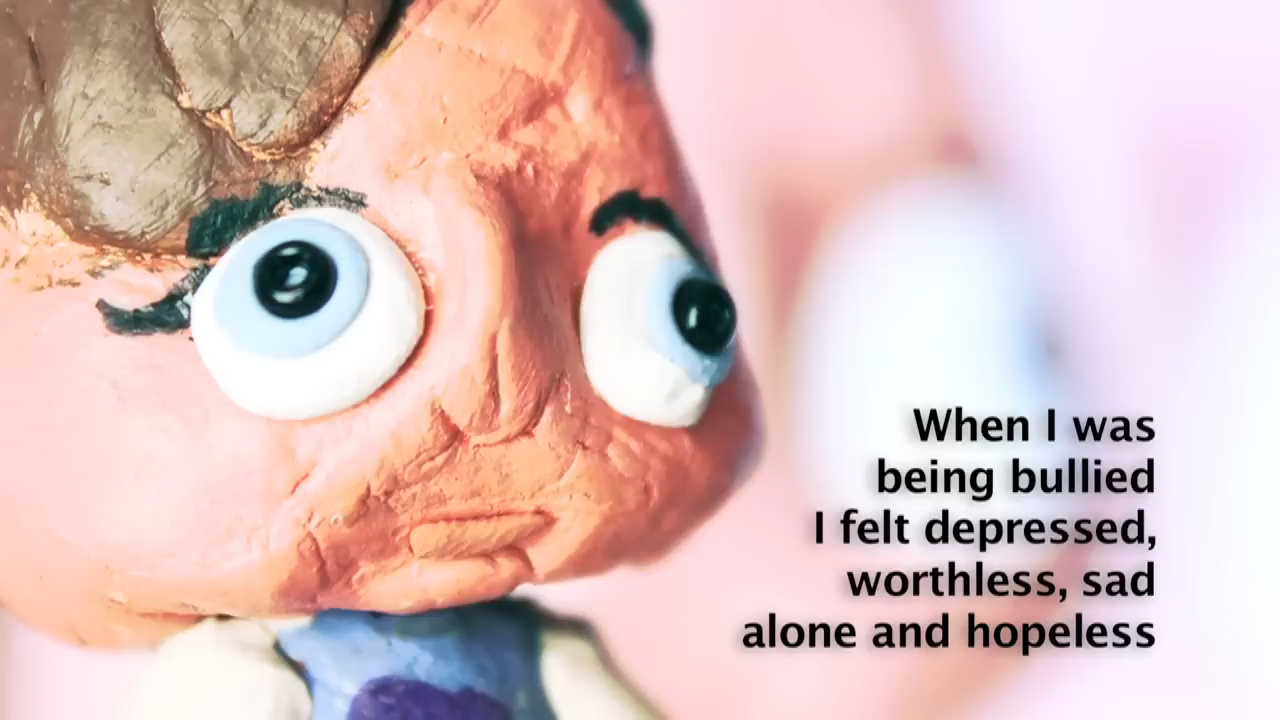 When I was
being bullied
I felt depressed,
worthless, sad
alone and hopeless